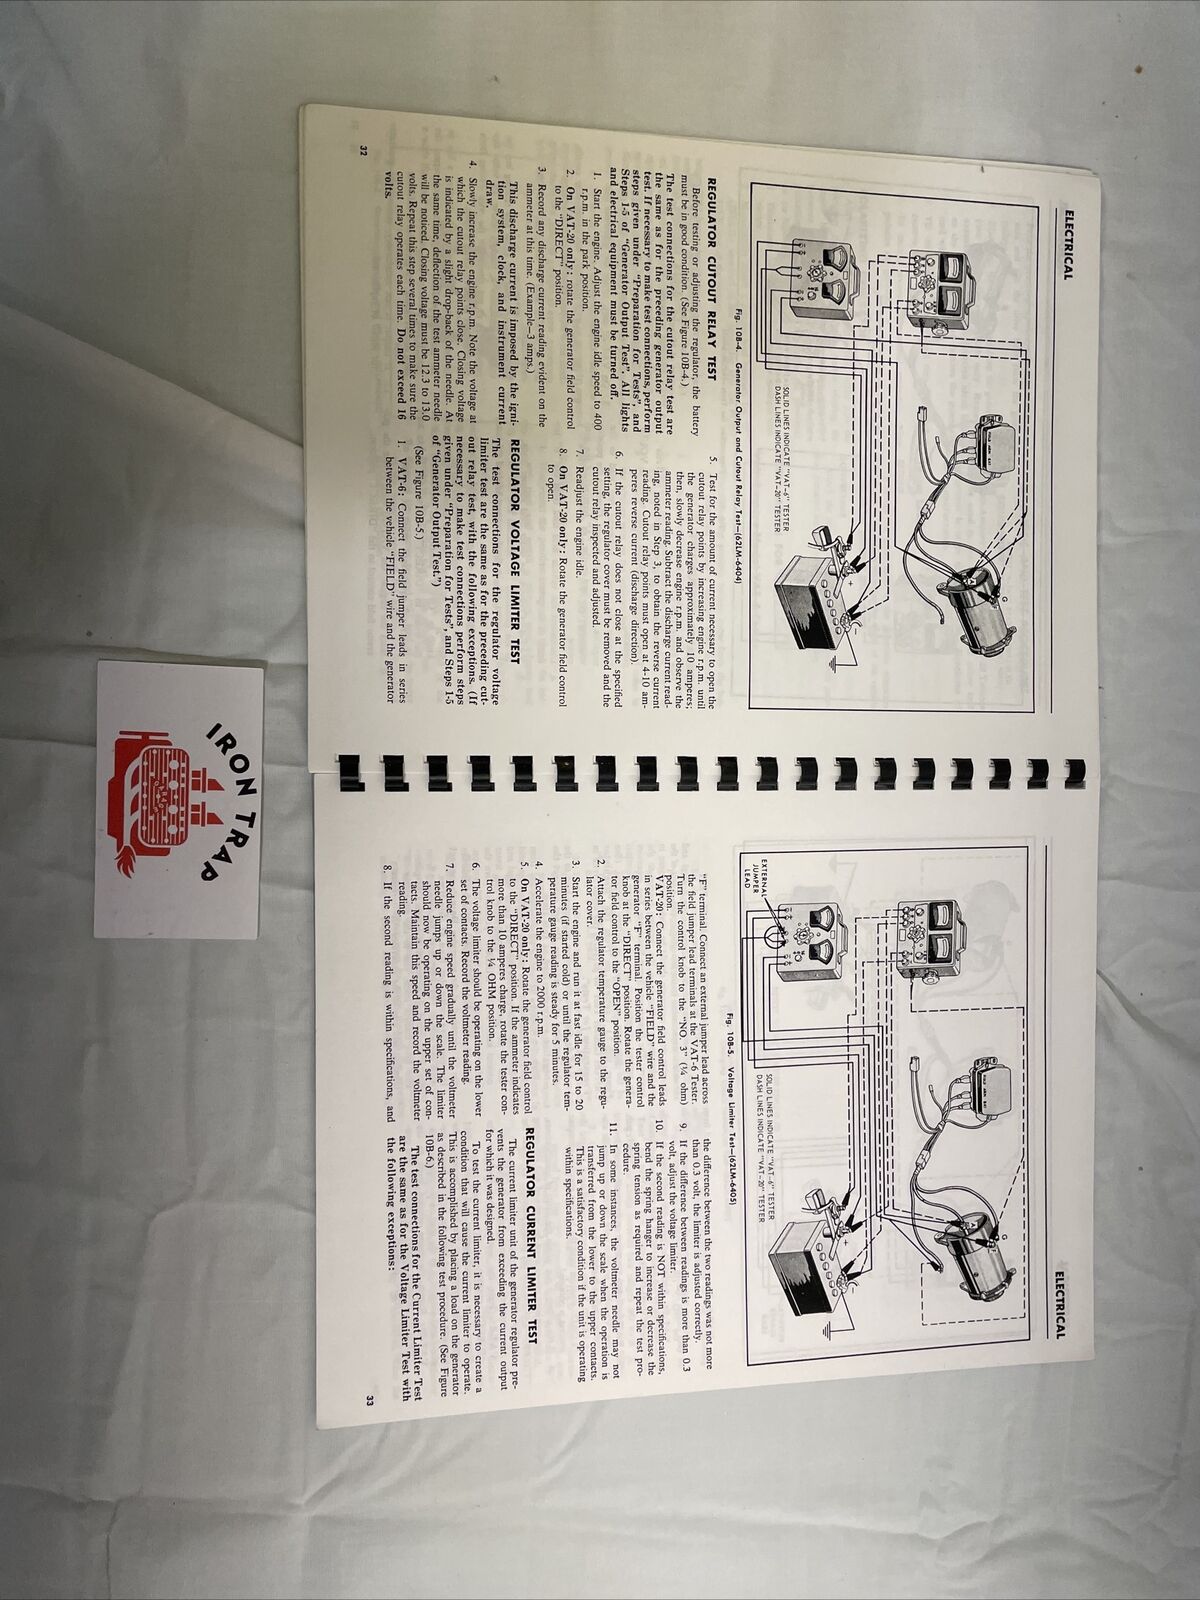 ELECTRICAL
SOLID LINES INDICATE "VAT-6" TESTER
DASH LINES INDICATE "VAT-20" TESTER
G
A
+
−
Fig. 10B-4. Generator Output and Cutout Relay Test—(62LM-6404)
REGULATOR CUTOUT RELAY TEST
Before testing or adjusting the regulator, the battery
must be in good condition. (See Figure 10B-4.)
The test connections for the cutout relay test are
the same as for the preceding generator output
test. If necessary to make test connections, perform
steps given under "Preparation for Tests", and
Steps 1-5 of "Generator Output Test". All lights
and electrical equipment must be turned off.
1. Start the engine. Adjust the engine idle speed to 400
r.p.m. in the park position.
2. On VAT-20 only: rotate the generator field control
to the "DIRECT" position.
3. Record any discharge current reading evident on the
ammeter at this time. (Example-3 amps.)
This discharge current is imposed by the igni-
tion system, clock, and instrument current
draw.
4. Slowly increase the engine r.p.m. Note the voltage at
which the cutout relay points close. Closing voltage
is indicated by a slight drop-back of the needle. At
the same time, deflection of the test ammeter needle
will be noticed. Closing voltage must be 12.3 to 13.0
volts. Repeat this step several times to make sure the
cutout relay operates each time. Do not exceed 16
volts.
5. Test for the amount of current necessary to open the
cutout relay points by increasing engine r.p.m. until
the generator charges approximately 10 amperes;
then, slowly decrease engine r.p.m. and observe the
ammeter reading. Subtract the discharge current read-
ing, noted in Step 3, to obtain the reverse current
reading. Cutout relay points must open at 4-10 am-
peres reverse current (discharge direction).
6. If the cutout relay does not close at the specified
setting, the regulator cover must be removed and the
cutout relay inspected and adjusted.
7. Readjust the engine idle.
8. On VAT-20 only: Rotate the generator field control
to open.
REGULATOR VOLTAGE LIMITER TEST
The test connections for the regulator voltage
limiter test are the same as for the preceding cut-
out relay test, with the following exceptions. (If
necessary to make test connections perform steps
given under "Preparation for Tests", and Steps 1-5
of "Generator Output Test.")
(See Figure 10B-5.)
1. VAT-6: Connect the field jumper leads in series
between the vehicle "FIELD" wire and the generator
32
ELECTRICAL
EXTERNAL
JUMPER
LEAD
SOLID LINES INDICATE "VAT-6" TESTER
DASH LINES INDICATE "VAT-20" TESTER
G
A
+
−
Fig. 10B-5. Voltage Limiter Test—(62LM-6405)
"F" terminal. Connect an external jumper lead across
the field jumper lead terminals at the VAT-6 Tester.
Turn the control knob to the "NO. 3" (¼ ohm)
position.
VAT-20: Connect the generator field control leads
in series between the vehicle "FIELD" wire and the
generator "F" terminal. Position the tester control
knob at the "DIRECT" position. Rotate the genera-
tor field control to the "OPEN" position.
2. Attach the regulator temperature gauge to the regu-
lator cover.
3. Start the engine and run it at fast idle for 15 to 20
minutes (if started cold) or until the regulator tem-
perature gauge reading is steady for 5 minutes.
4. Accelerate the engine to 2000 r.p.m.
5. On VAT-20 only: Rotate the generator field control
to the "DIRECT" position. If the ammeter indicates
more than 10 amperes charge, rotate the tester con-
trol knob to the ¼ OHM position.
6. The voltage limiter should be operating on the lower
set of contacts. Record the voltmeter reading.
7. Reduce engine speed gradually until the voltmeter
needle jumps up or down the scale. The limiter
should now be operating on the upper set of con-
tacts. Maintain this speed and record the voltmeter
reading.
8. If the second reading is within specifications, and
the difference between the two readings was not more
than 0.3 volt, the limiter is adjusted correctly.
9. If the difference between readings is more than 0.3
volt, adjust the voltage limiter.
10. If the second reading is NOT within specifications,
bend the spring hanger to increase or decrease the
spring tension as required and repeat the test pro-
cedure.
11. In some instances, the voltmeter needle may not
jump up or down the scale when the operation is
transferred from the lower to the upper contacts.
This is a satisfactory condition if the unit is operating
within specifications.
REGULATOR CURRENT LIMITER TEST
The current limiter unit of the generator regulator pre-
vents the generator from exceeding the current output
for which it was designed.
To test the current limiter, it is necessary to create a
condition that will cause the current limiter to operate.
This is accomplished by placing a load on the generator
as described in the following test procedure. (See Figure
10B-6.)
The test connections for the Current Limiter Test
are the same as for the Voltage Limiter Test with
the following exceptions:
33
IRON TRAP